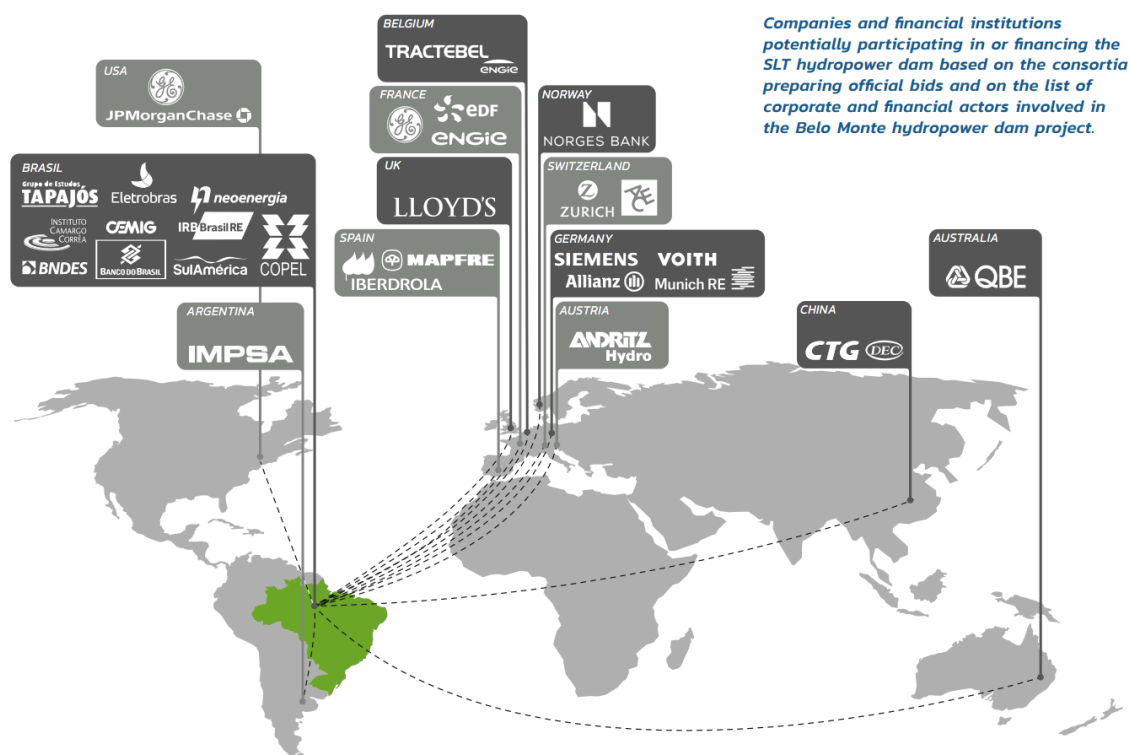 Companies and financial institutions
potentially participating in or financing the
SLT hydropower dam based on the consortia
preparing official bids and on the list of
corporate and financial actors involved in
the Belo Monte hydropower dam project.
BELGIUM
TRACTEBEL
ENGIE
USA
GE
JPMorganChase
FRANCE
GE
eDF
ENGIE
NORWAY
NORGES BANK
BRASIL
Grupo de Estudos
TAPAJÓS
Eletrobras
neoenergia
INSTITUTO
CAMARGO
CORRÊA
CEMIG
IRB BrasilRE
COPEL
BNDES
BANCO DO BRASIL
SulAmérica
UK
LLOYD'S
SWITZERLAND
Z
ZURICH
ACE
SPAIN
MAPFRE
IBERDROLA
GERMANY
SIEMENS
VOITH
Allianz
Munich RE
AUSTRALIA
QBE
ARGENTINA
IMPSA
AUSTRIA
ANDRITZ
Hydro
CHINA
CTG
DEC